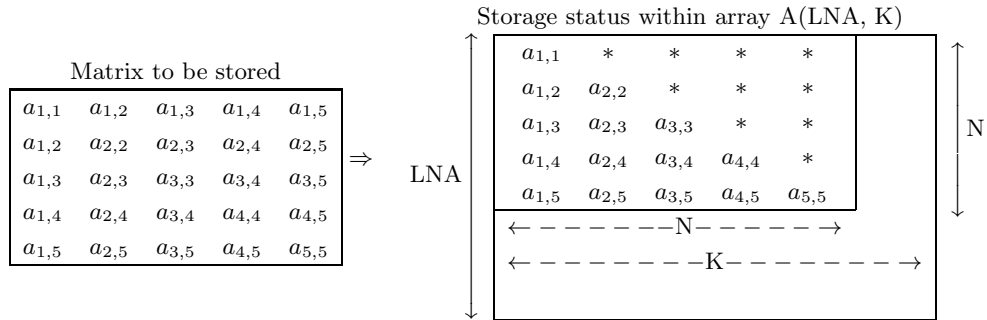 Storage status within array A(LNA, K)
Matrix to be stored
a1,1 a1,2 a1,3 a1,4 a1,5
a1,2 a2,2 a2,3 a2,4 a2,5
a1,3 a2,3 a3,3 a3,4 a3,5
a1,4 a2,4 a3,4 a4,4 a4,5
a1,5 a2,5 a3,5 a4,5 a5,5
⇒
LNA
a1,1 * * * *
a1,2 a2,2 * * *
a1,3 a2,3 a3,3 * *
a1,4 a2,4 a3,4 a4,4 *
a1,5 a2,5 a3,5 a4,5 a5,5
N
N
K